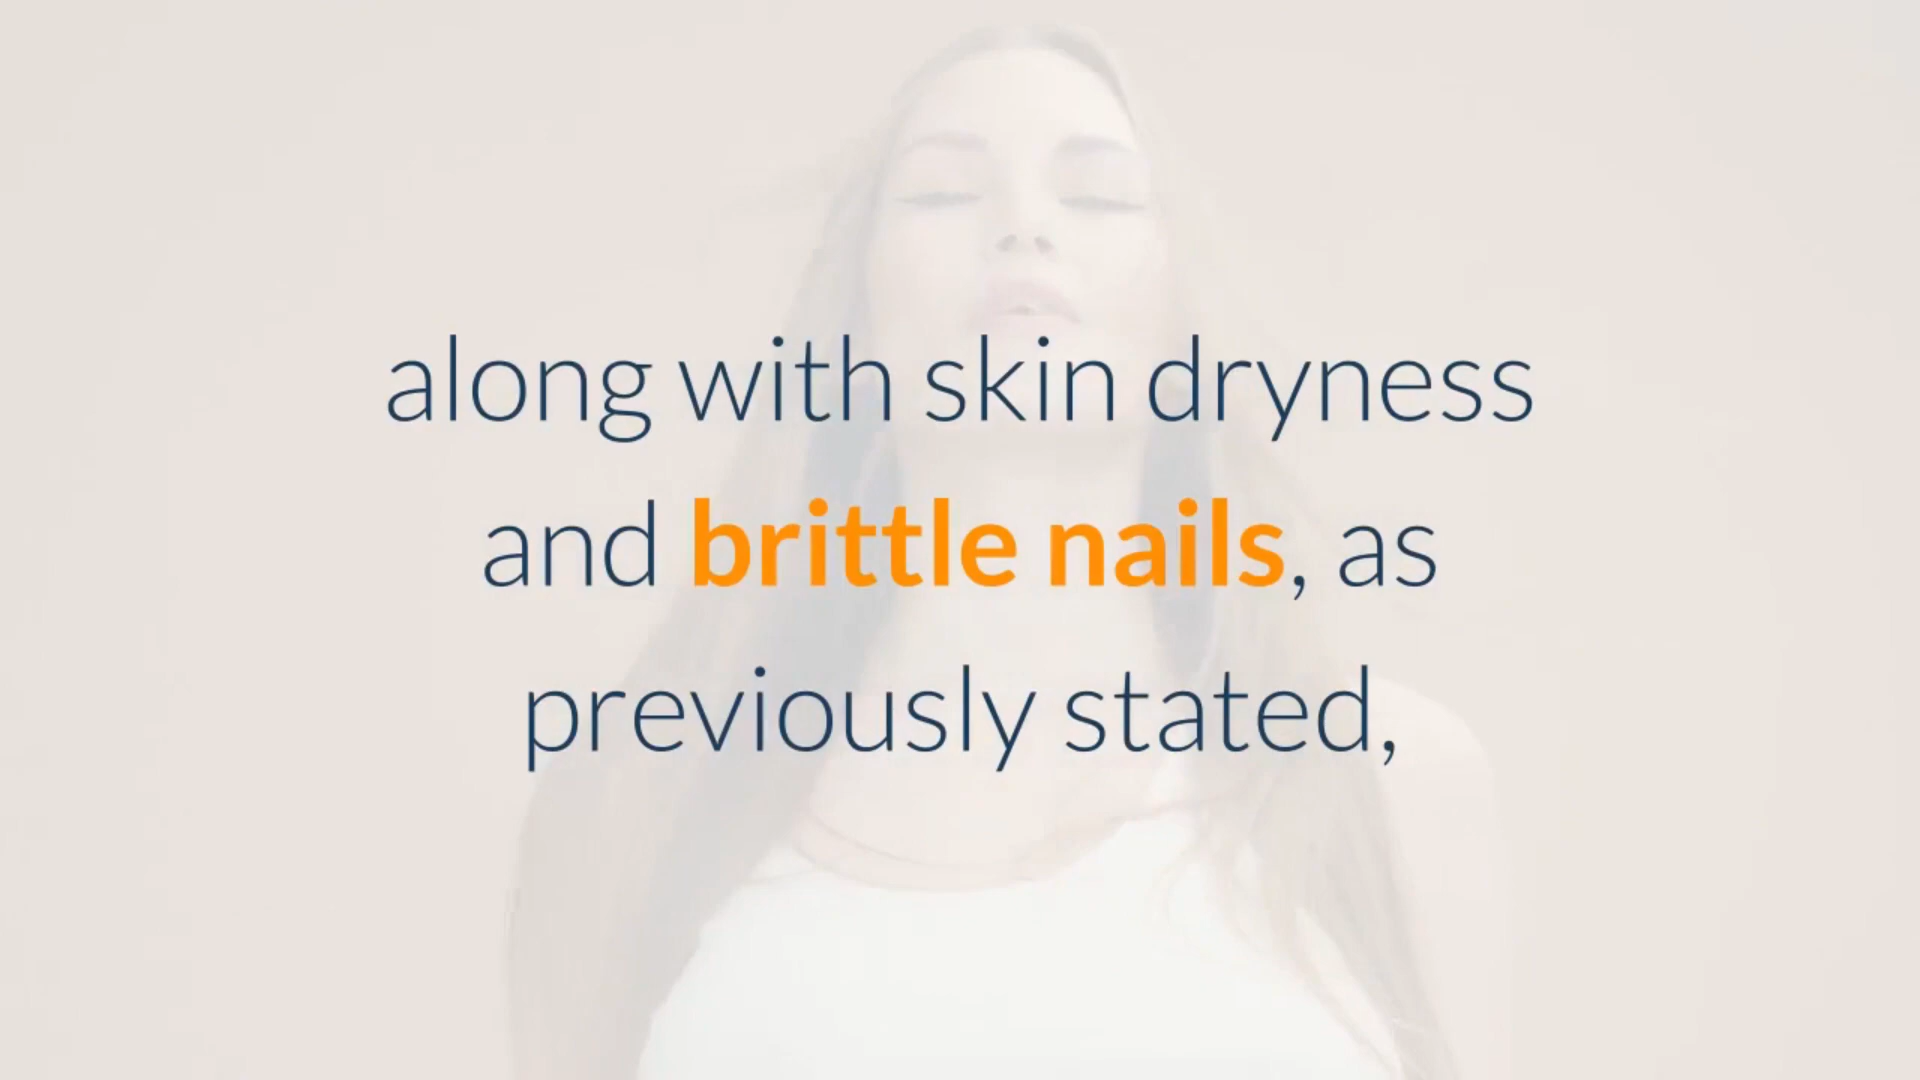 along with skin dryness
and brittle nails, as
previously stated,